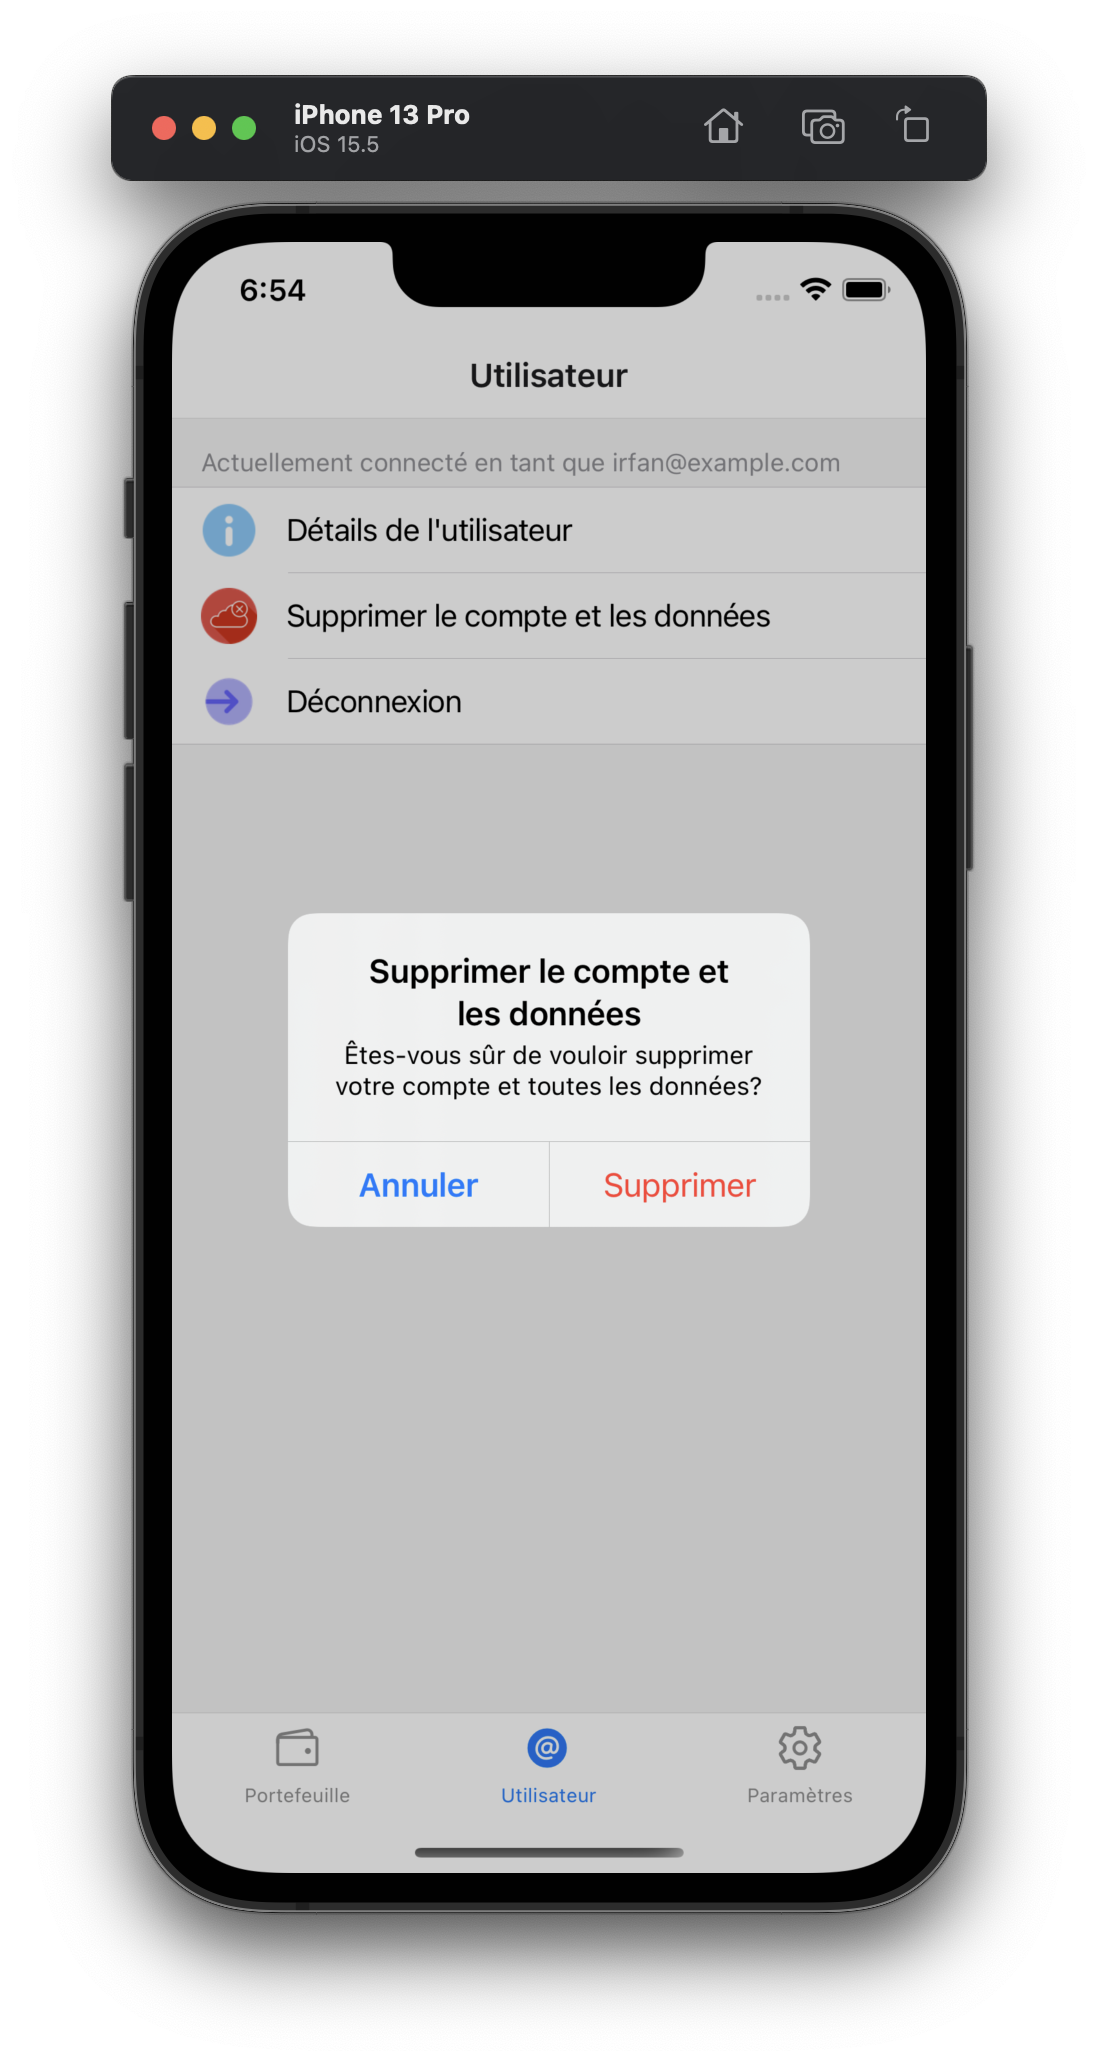 iPhone 13 Pro
iOS 15.5
6:54
Utilisateur
Actuellement connecté en tant que irfan@example.com
Détails de l'utilisateur
Supprimer le compte et les données
Déconnexion
Supprimer le compte et
les données
Êtes-vous sûr de vouloir supprimer
votre compte et toutes les données?
Annuler
Supprimer
Portefeuille
Utilisateur
Paramètres